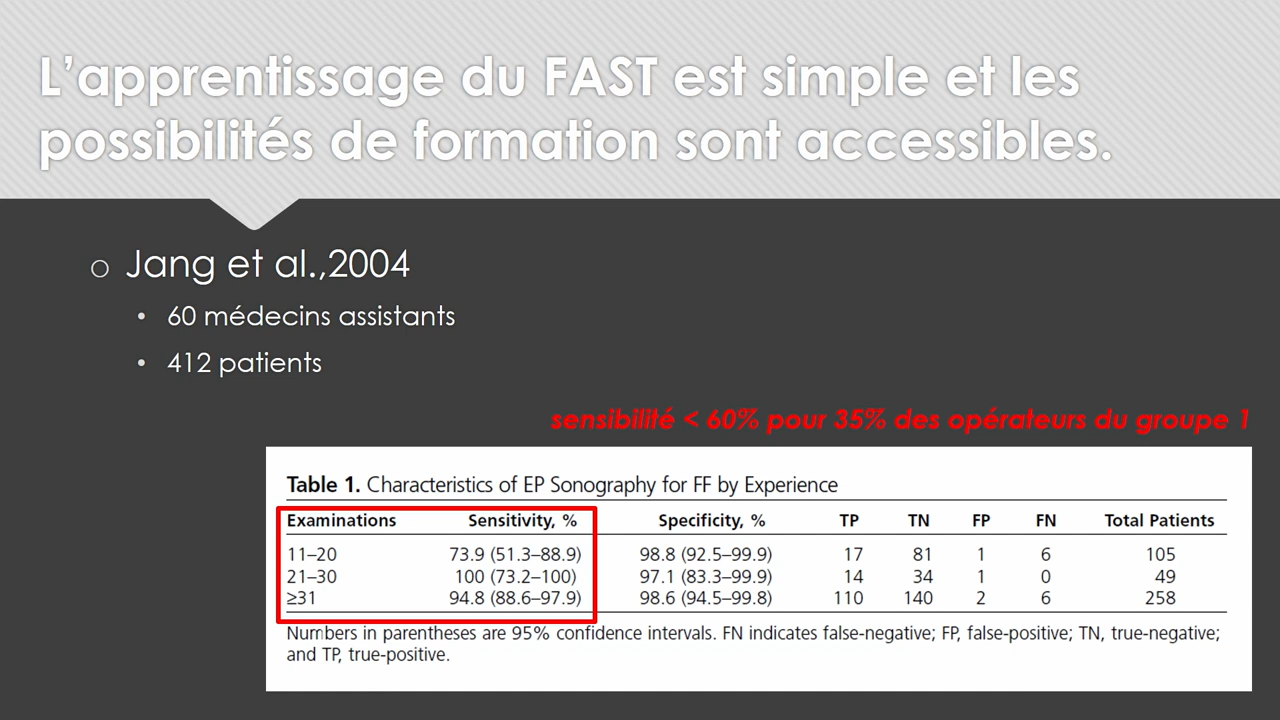 L'apprentissage du FAST est simple et les
possibilités de formation sont accessibles.
o Jang et al.,2004
• 60 médecins assistants
• 412 patients
sensibilité < 60% pour 35% des opérateurs du groupe 1
Table 1. Characteristics of EP Sonography for FF by Experience
Examinations Sensitivity, % Specificity, % TP TN FP FN Total Patients
11–20 73.9 (51.3–88.9) 98.8 (92.5–99.9) 17 81 1 6 105
21–30 100 (73.2–100) 97.1 (83.3–99.9) 14 34 1 0 49
≥31 94.8 (88.6–97.9) 98.6 (94.5–99.8) 110 140 2 6 258
Numbers in parentheses are 95% confidence intervals. FN indicates false-negative; FP, false-positive; TN, true-negative;
and TP, true-positive.